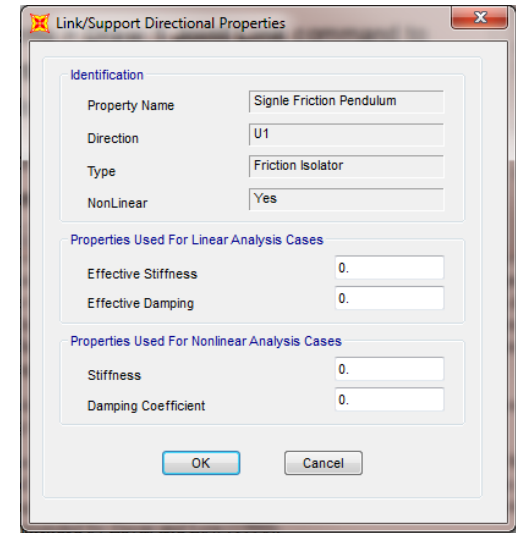 Link/Support Directional Properties
Identification
Property Name Signle Friction Pendulum
Direction U1
Type Friction Isolator
NonLinear Yes
Properties Used For Linear Analysis Cases
Effective Stiffness 0.
Effective Damping 0.
Properties Used For Nonlinear Analysis Cases
Stiffness 0.
Damping Coefficient 0.
OK Cancel